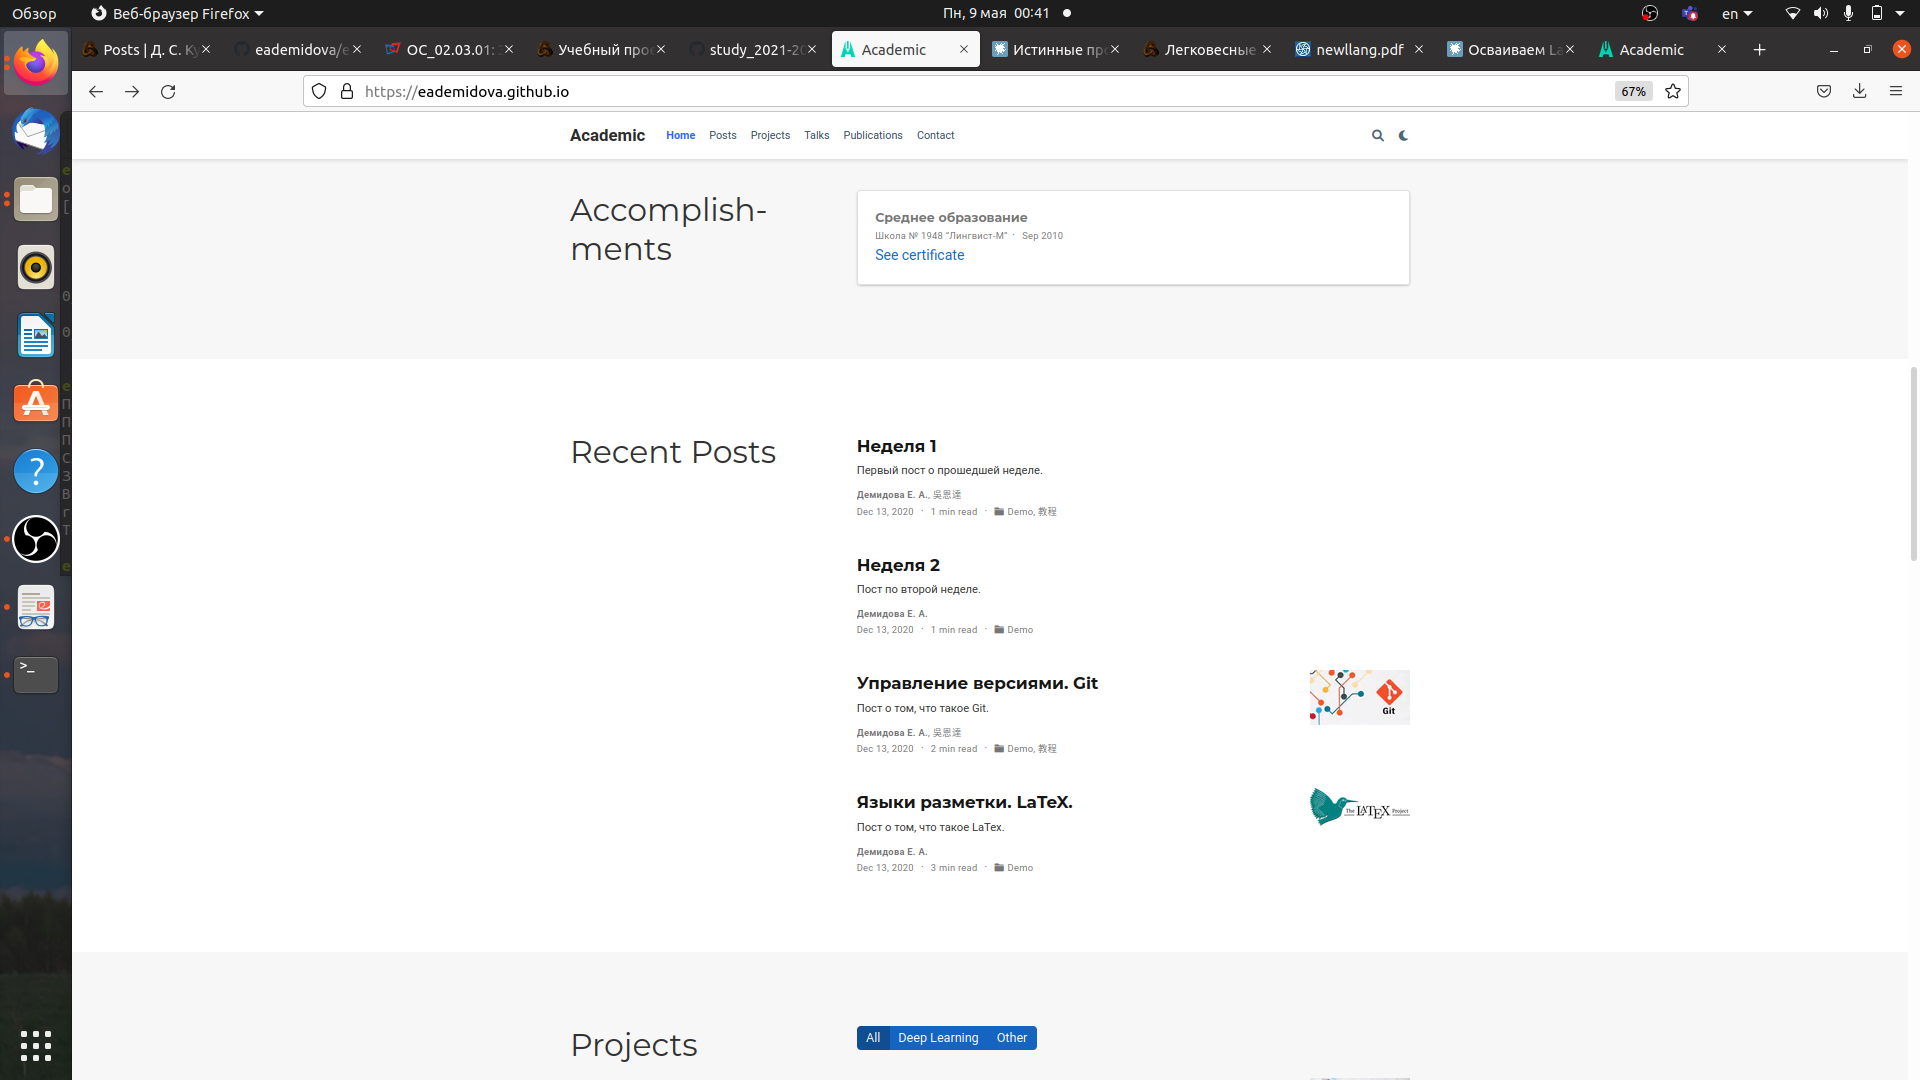 Обзор
Веб-браузер Firefox
Пн, 9 мая 00:41
en
Posts | Д. С. Ку
eademidova/e
ОС_02.03.01: З
Учебный прое
study_2021-20
Academic
Истинные пр
Легковесные
newllang.pdf
Осваиваем La
Academic
https://eademidova.github.io
67%
Academic
Home
Posts
Projects
Talks
Publications
Contact
Accomplish-
ments
Среднее образование
Школа № 1948 "Лингвист-М" · Sep 2010
See certificate
Recent Posts
Неделя 1
Первый пост о прошедшей неделе.
Демидова Е. А., 吳恩達
Dec 13, 2020 · 1 min read · Demo, 教程
Неделя 2
Пост по второй неделе.
Демидова Е. А.
Dec 13, 2020 · 1 min read · Demo
Управление версиями. Git
Пост о том, что такое Git.
Демидова Е. А., 吳恩達
Dec 13, 2020 · 2 min read · Demo, 教程
Git
Языки разметки. LaTeX.
Пост о том, что такое LaTex.
Демидова Е. А.
Dec 13, 2020 · 3 min read · Demo
The LATEX Project
Projects
All
Deep Learning
Other